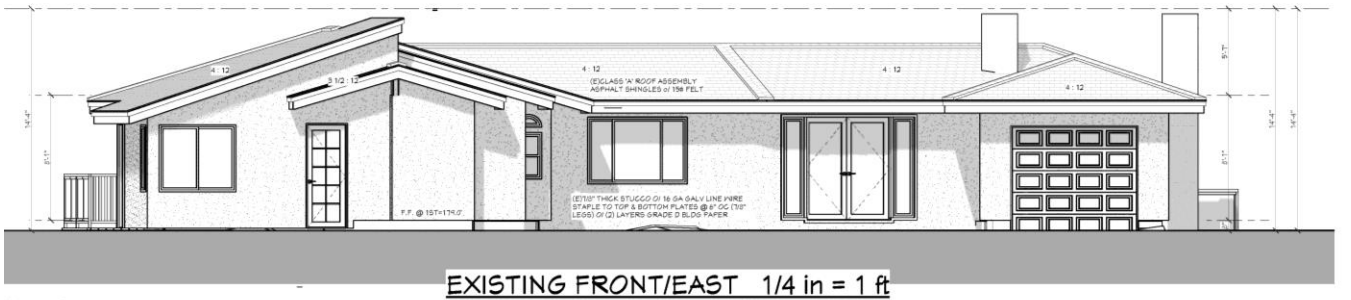 4 : 12
3 1/2 : 12
4 : 12
4 : 12
4 : 12
(E)CLASS 'A' ROOF ASSEMBLY
ASPHALT SHINGLES o/ 15# FELT
14'-4"
8'-1"
5'-7"
8'-1"
14'-4"
14'-4"
F.F. @ 1ST=179.0'
(E)7/8" THICK STUCCO O/ 16 GA GALV LINE WIRE
STAPLE TO TOP & BOTTOM PLATES @ 6" OC (7/8"
LEGS) O/ (2) LAYERS GRADE D BLDG PAPER
EXISTING FRONT/EAST 1/4 in = 1 ft